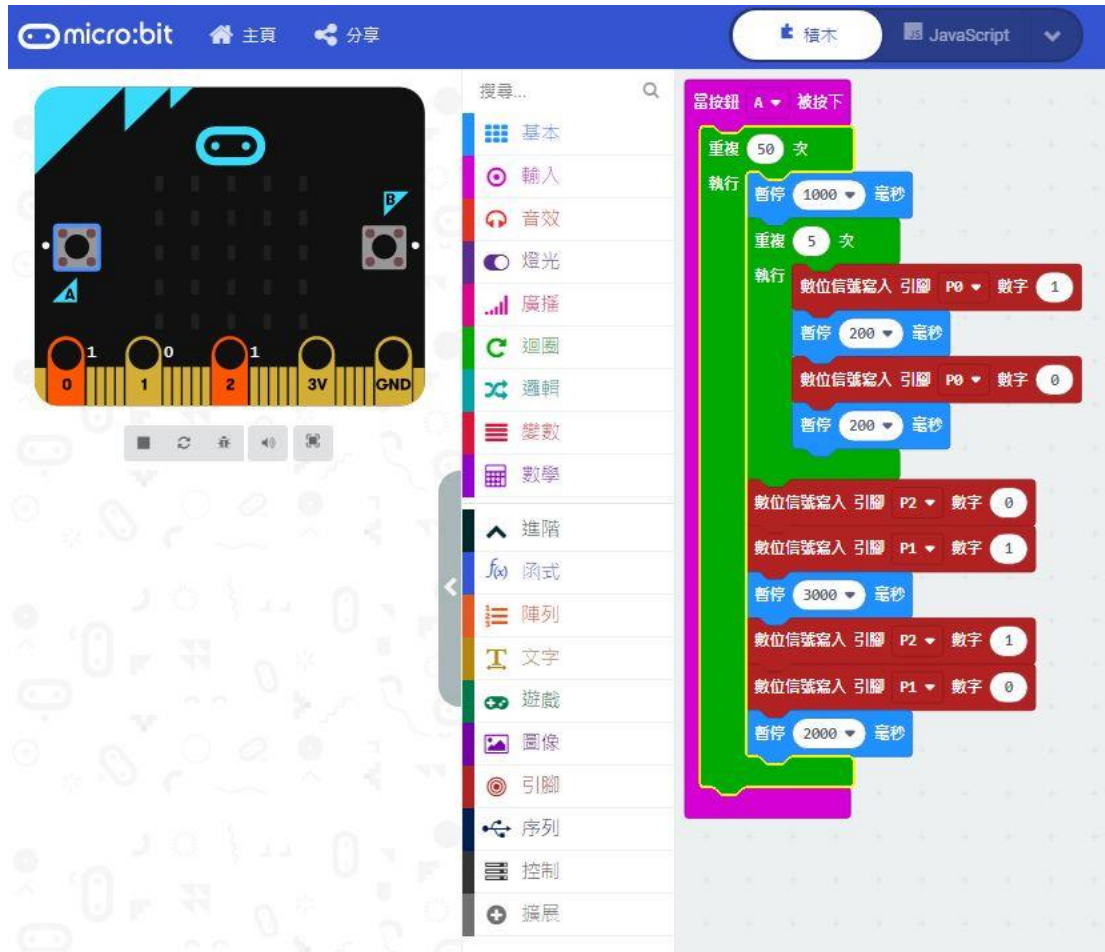 micro:bit 主頁 分享 積木 JS JavaScript
A
B
1 0 1
0 1 2 3V GND
搜尋...
基本
輸入
音效
燈光
廣播
迴圈
邏輯
變數
數學
進階
f(x) 函式
陣列
T 文字
遊戲
圖像
引腳
序列
控制
擴展
當按鈕 A 被按下
重複 50 次
執行
暫停 1000 毫秒
重複 5 次
執行
數位信號寫入 引腳 P0 數字 1
暫停 200 毫秒
數位信號寫入 引腳 P0 數字 0
暫停 200 毫秒
數位信號寫入 引腳 P2 數字 0
數位信號寫入 引腳 P1 數字 1
暫停 3000 毫秒
數位信號寫入 引腳 P2 數字 1
數位信號寫入 引腳 P1 數字 0
暫停 2000 毫秒